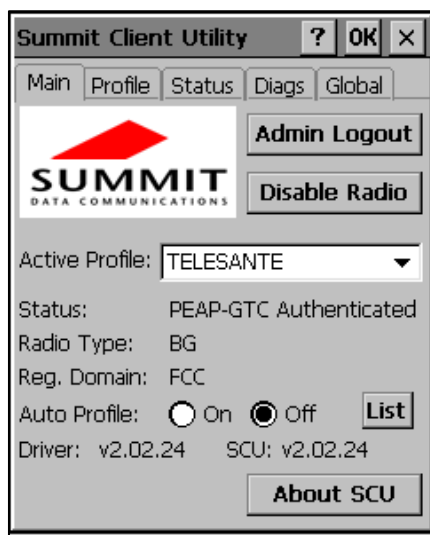 Summit Client Utility ? OK ×
Main Profile Status Diags Global
SUMMIT
DATA COMMUNICATIONS
Admin Logout
Disable Radio
Active Profile: TELESANTE
Status: PEAP-GTC Authenticated
Radio Type: BG
Reg. Domain: FCC
Auto Profile: On Off List
Driver: v2.02.24 SCU: v2.02.24
About SCU